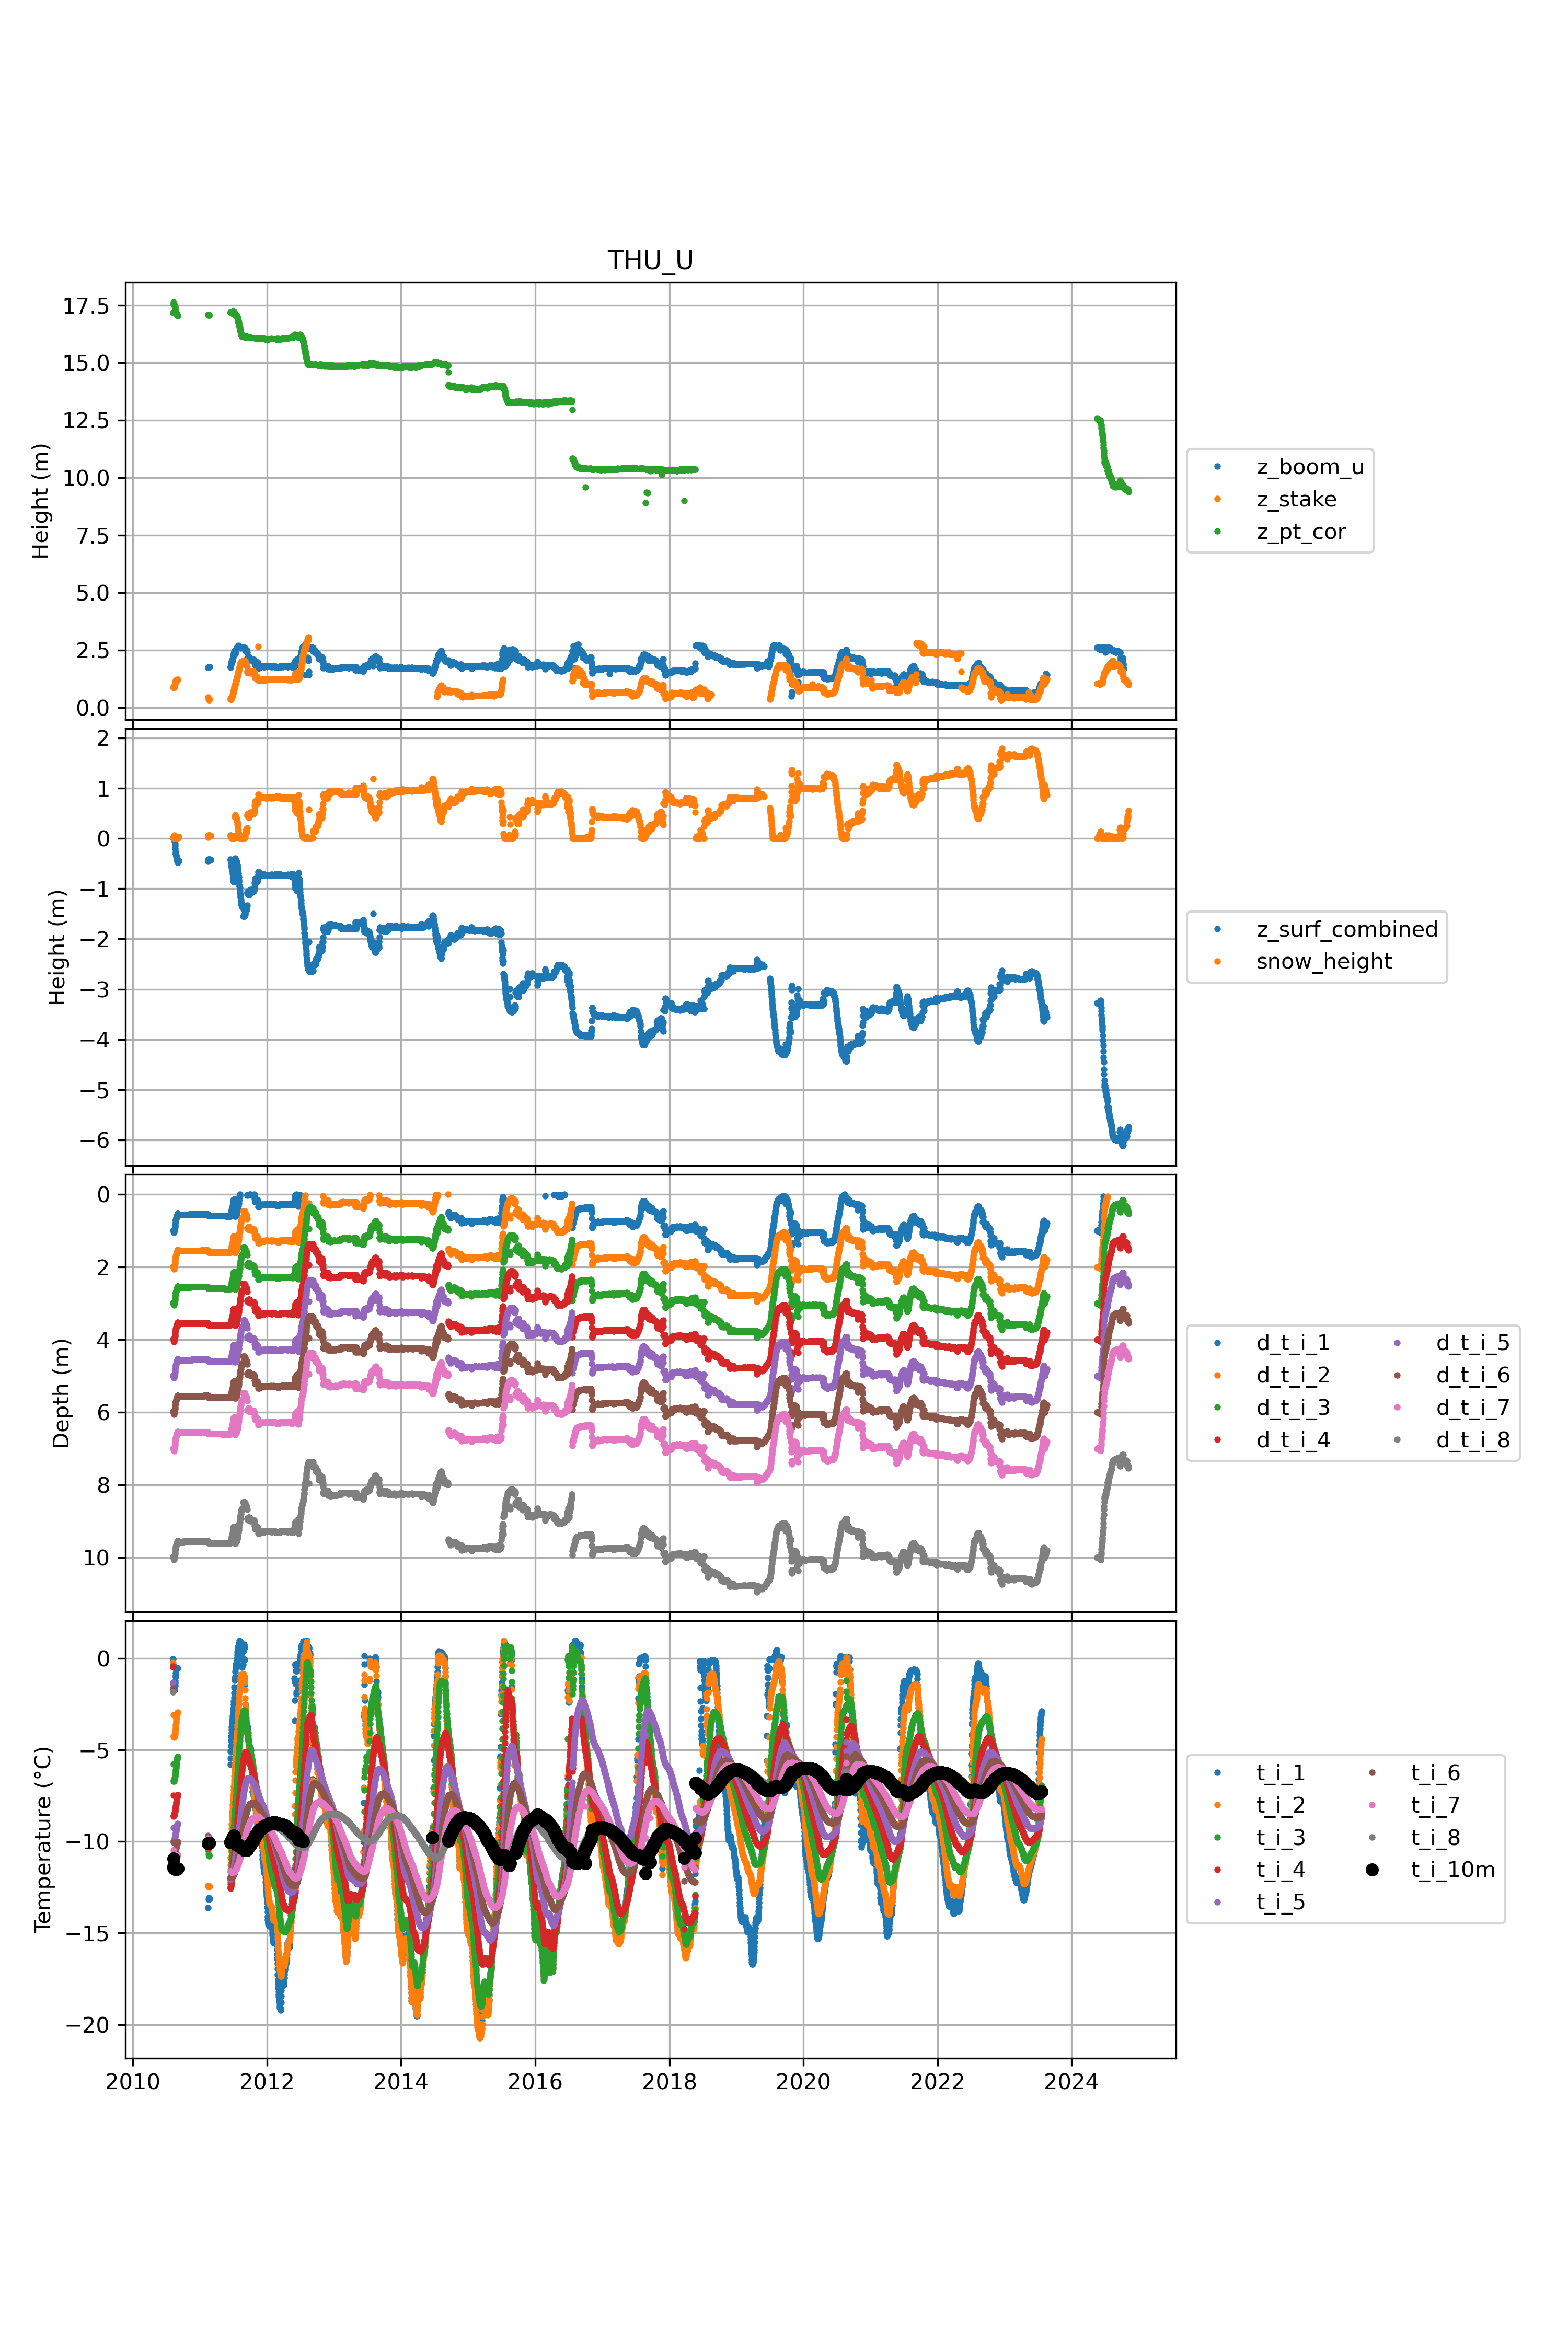 THU_U
17.5
15.0
12.5
10.0
7.5
5.0
2.5
0.0
Height (m)
z_boom_u
z_stake
z_pt_cor
2
1
0
−1
−2
−3
−4
−5
−6
Height (m)
z_surf_combined
snow_height
0
2
4
6
8
10
Depth (m)
d_t_i_1
d_t_i_2
d_t_i_3
d_t_i_4
d_t_i_5
d_t_i_6
d_t_i_7
d_t_i_8
0
−5
−10
−15
−20
Temperature (°C)
t_i_1
t_i_2
t_i_3
t_i_4
t_i_5
t_i_6
t_i_7
t_i_8
t_i_10m
2010 2012 2014 2016 2018 2020 2022 2024